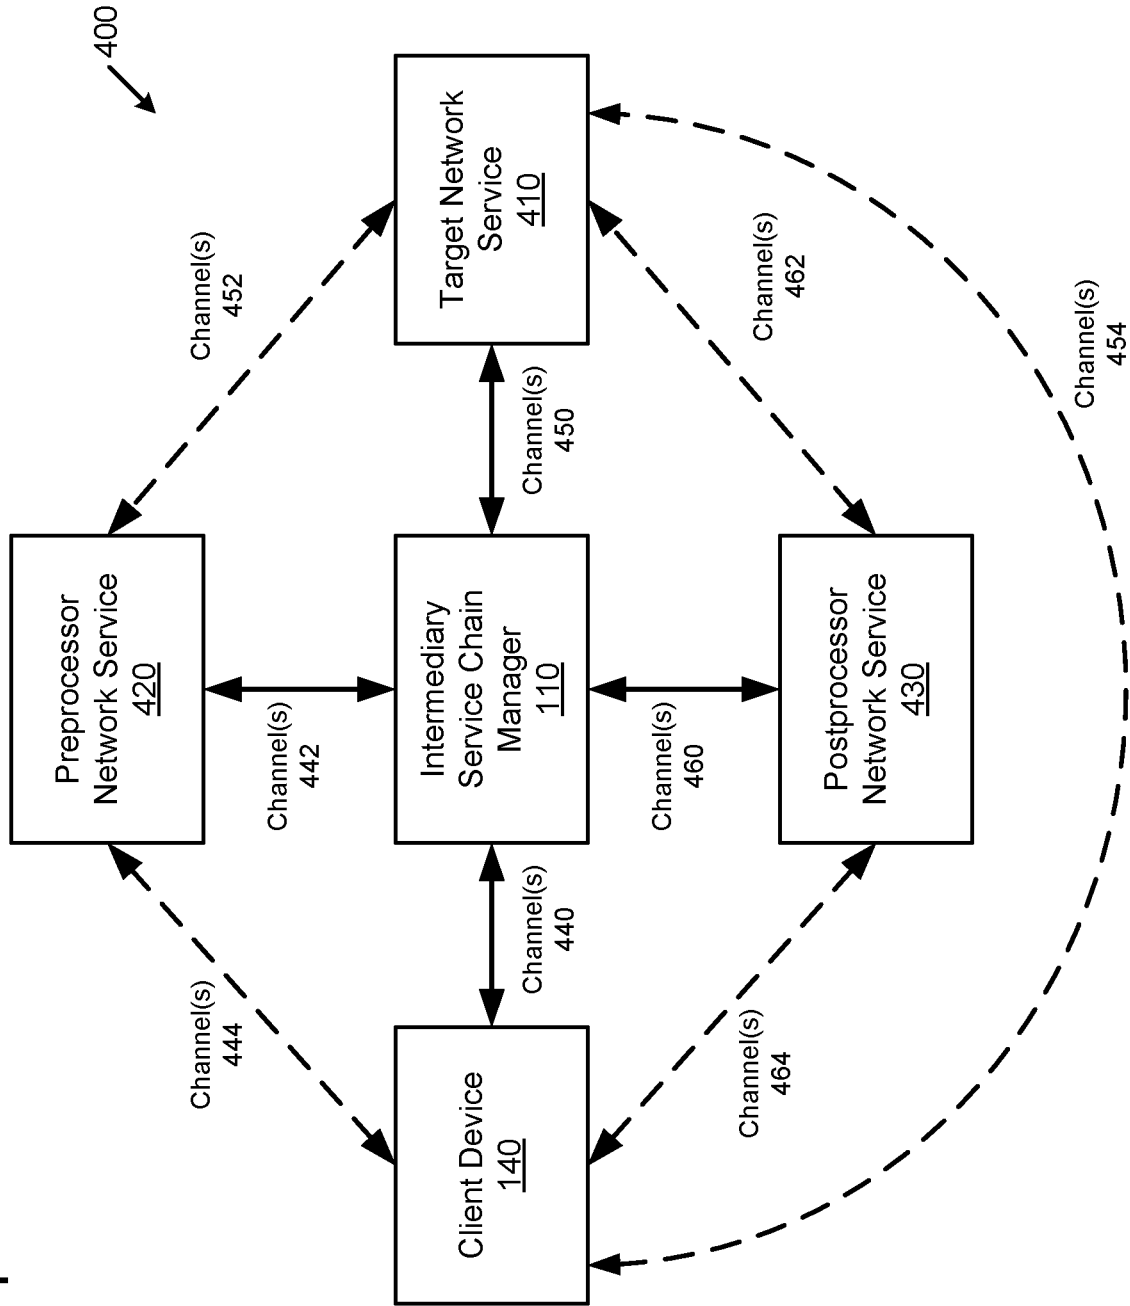 400
Preprocessor
Network Service
420
Channel(s)
444
Channel(s)
442
Channel(s)
452
Client Device
140
Channel(s)
440
Intermediary
Service Chain
Manager
110
Channel(s)
450
Target Network
Service
410
Channel(s)
464
Channel(s)
460
Channel(s)
462
Postprocessor
Network Service
430
Channel(s)
454